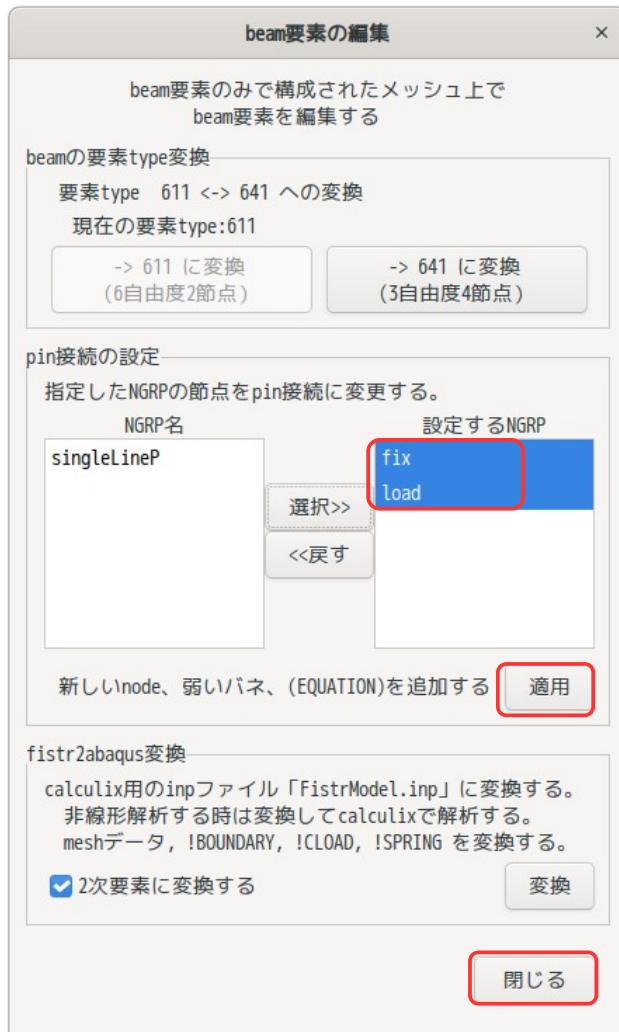 beam要素の編集
×
beam要素のみで構成されたメッシュ上で
beam要素を編集する
beamの要素type変換
要素type 611 <-> 641 への変換
現在の要素type:611
-> 611 に変換
(6自由度2節点)
-> 641 に変換
(3自由度4節点)
pin接続の設定
指定したNGRPの節点をpin接続に変更する。
NGRP名
設定するNGRP
singleLineP
fix
load
選択>>
<<戻す
新しいnode、弱いバネ、(EQUATION)を追加する
適用
fistr2abaqus変換
calculix用のinpファイル「FistrModel.inp」に変換する。
非線形解析する時は変換してcalculixで解析する。
meshデータ, !BOUNDARY, !CLOAD, !SPRING を変換する。
2次要素に変換する
変換
閉じる